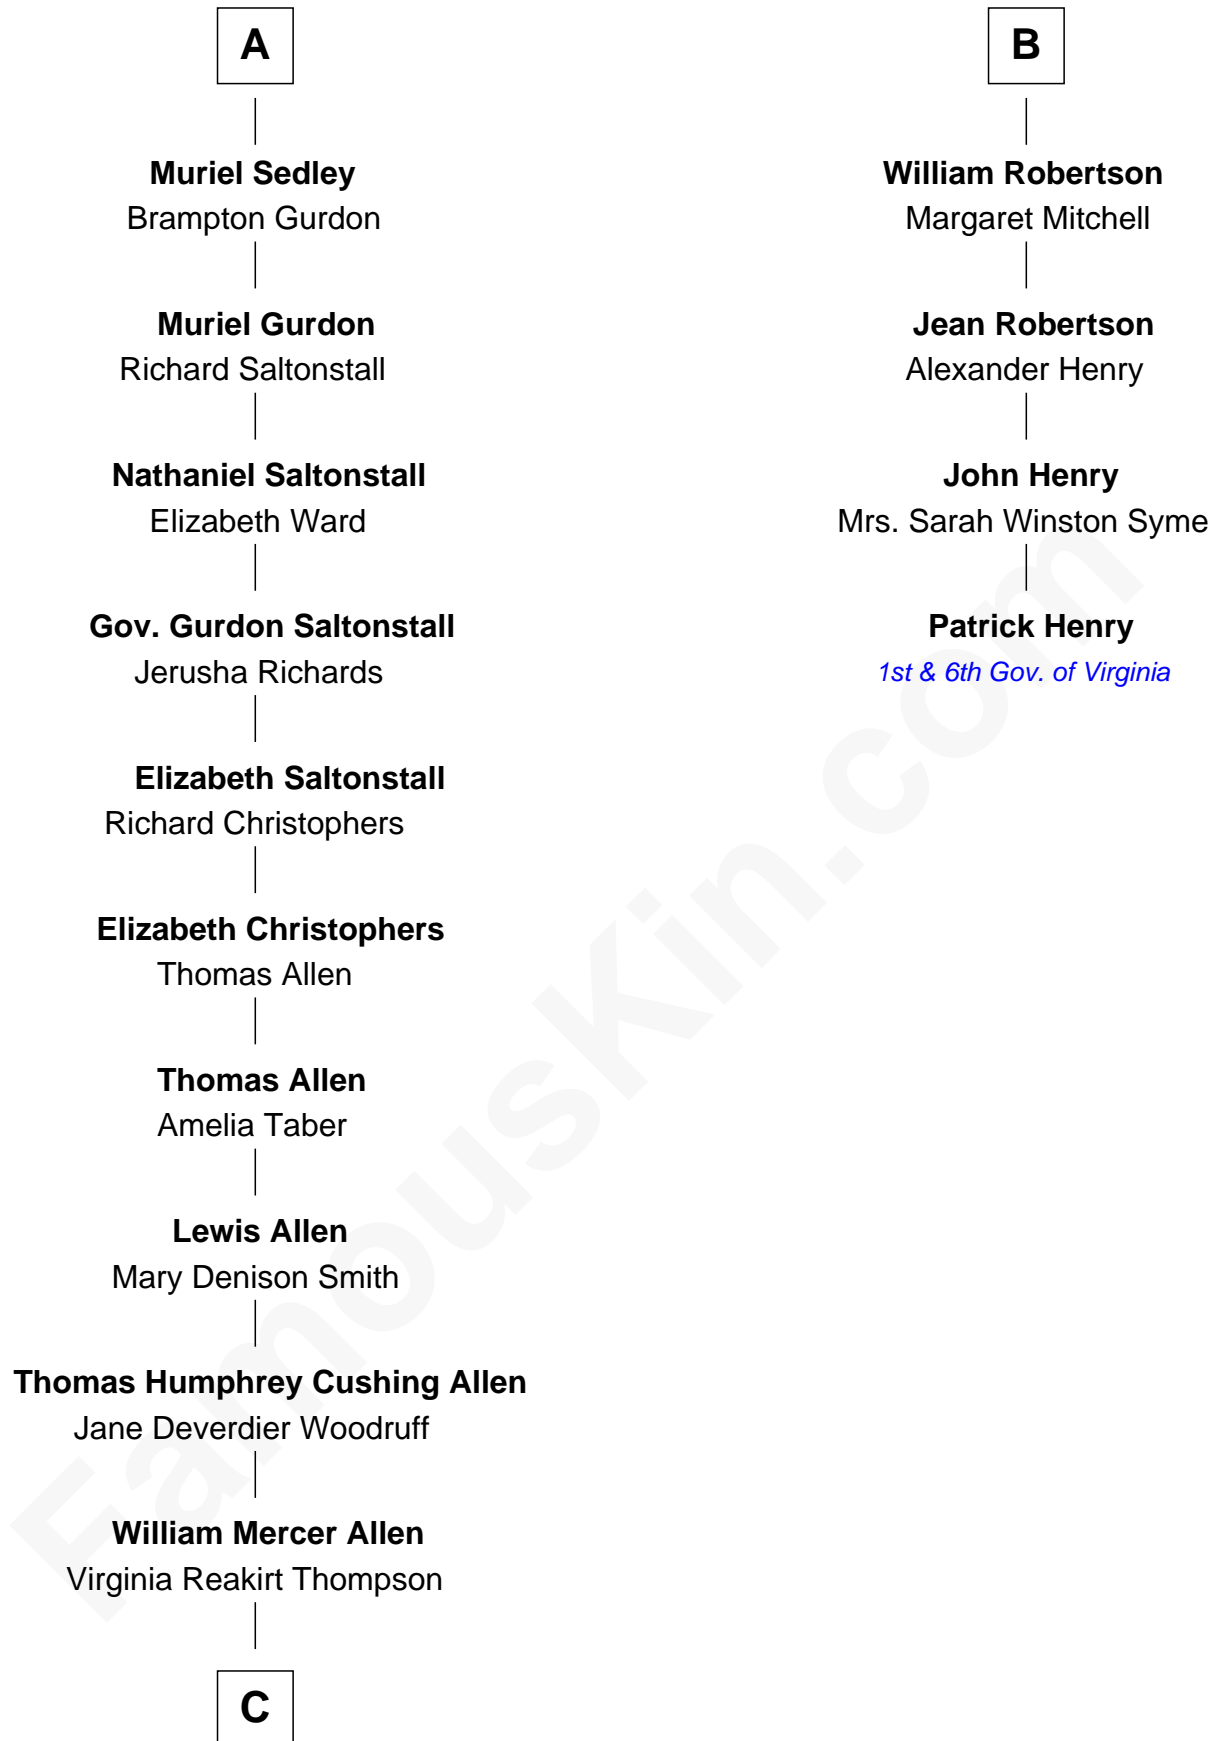 A
Muriel Sedley
Brampton Gurdon
Muriel Gurdon
Richard Saltonstall
Nathaniel Saltonstall
Elizabeth Ward
Gov. Gurdon Saltonstall
Jerusha Richards
Elizabeth Saltonstall
Richard Christophers
Elizabeth Christophers
Thomas Allen
Thomas Allen
Amelia Taber
Lewis Allen
Mary Denison Smith
Thomas Humphrey Cushing Allen
Jane Deverdier Woodruff
William Mercer Allen
Virginia Reakirt Thompson
C
B
William Robertson
Margaret Mitchell
Jean Robertson
Alexander Henry
John Henry
Mrs. Sarah Winston Syme
Patrick Henry
1st & 6th Gov. of Virginia
FamousKin.com